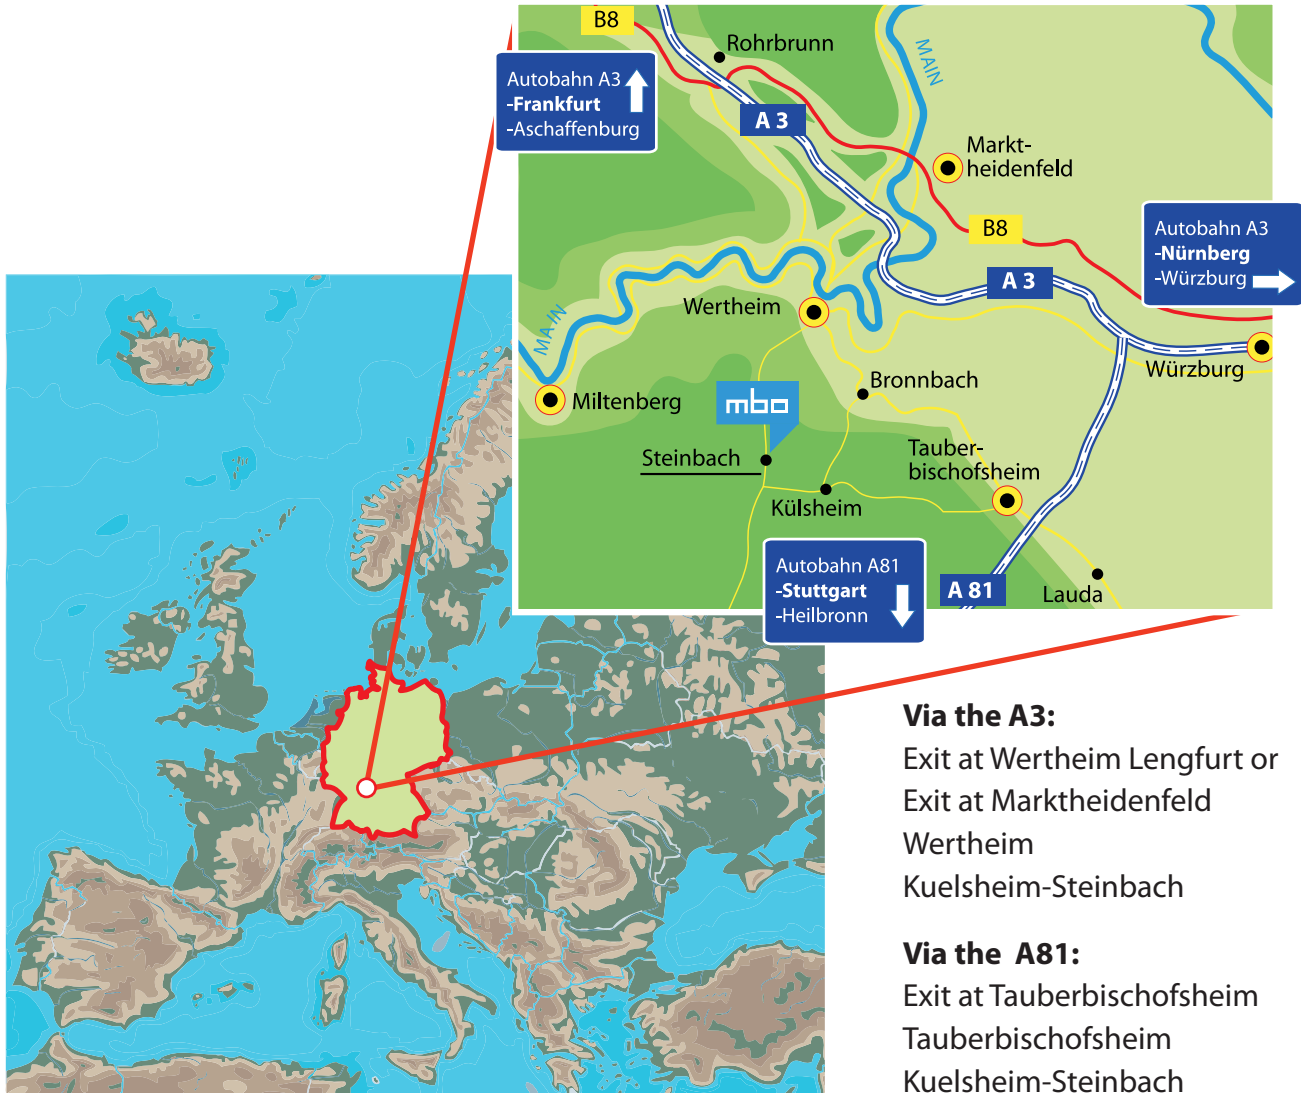 B8
Rohrbrunn
MAIN
Autobahn A3
-Frankfurt
-Aschaffenburg
A 3
Markt-
heidenfeld
B8
Autobahn A3
-Nürnberg
-Würzburg
A 3
Wertheim
MAIN
Würzburg
Bronnbach
Miltenberg
mbo
Steinbach
Tauber-
bischofsheim
Külsheim
Autobahn A81
-Stuttgart
-Heilbronn
A 81
Lauda
Via the A3:
Exit at Wertheim Lengfurt or
Exit at Marktheidenfeld
Wertheim
Kuelsheim-Steinbach
Via the  A81:
Exit at Tauberbischofsheim
Tauberbischofsheim
Kuelsheim-Steinbach